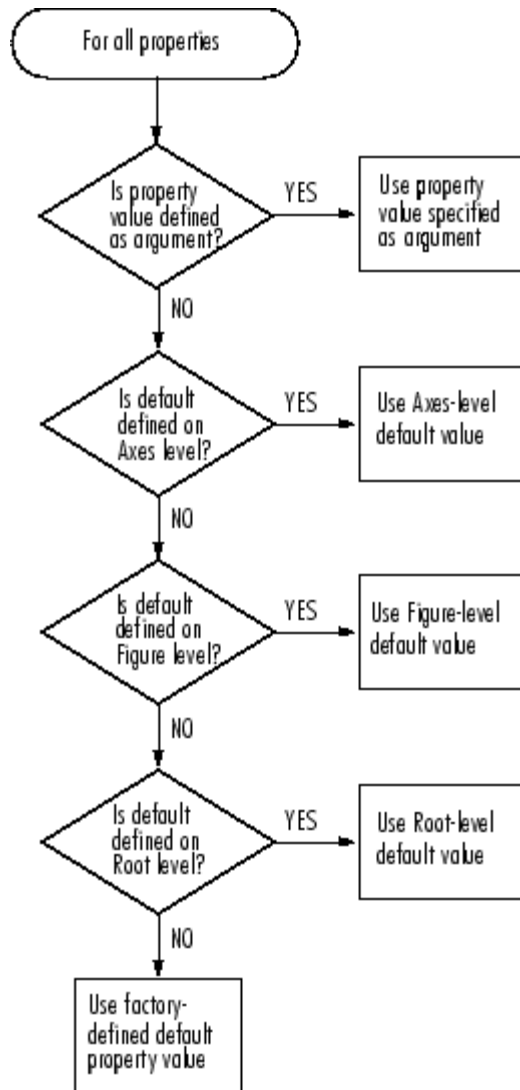 For all properties
Is property
value defined
as argument?
YES
Use property
value specified
as argument
NO
Is default
defined on
Axes level?
YES
Use Axes-level
default value
NO
Is default
defined on
Figure level?
YES
Use Figure-level
default value
NO
Is default
defined on
Root level?
YES
Use Root-level
default value
NO
Use factory-
defined default
property value